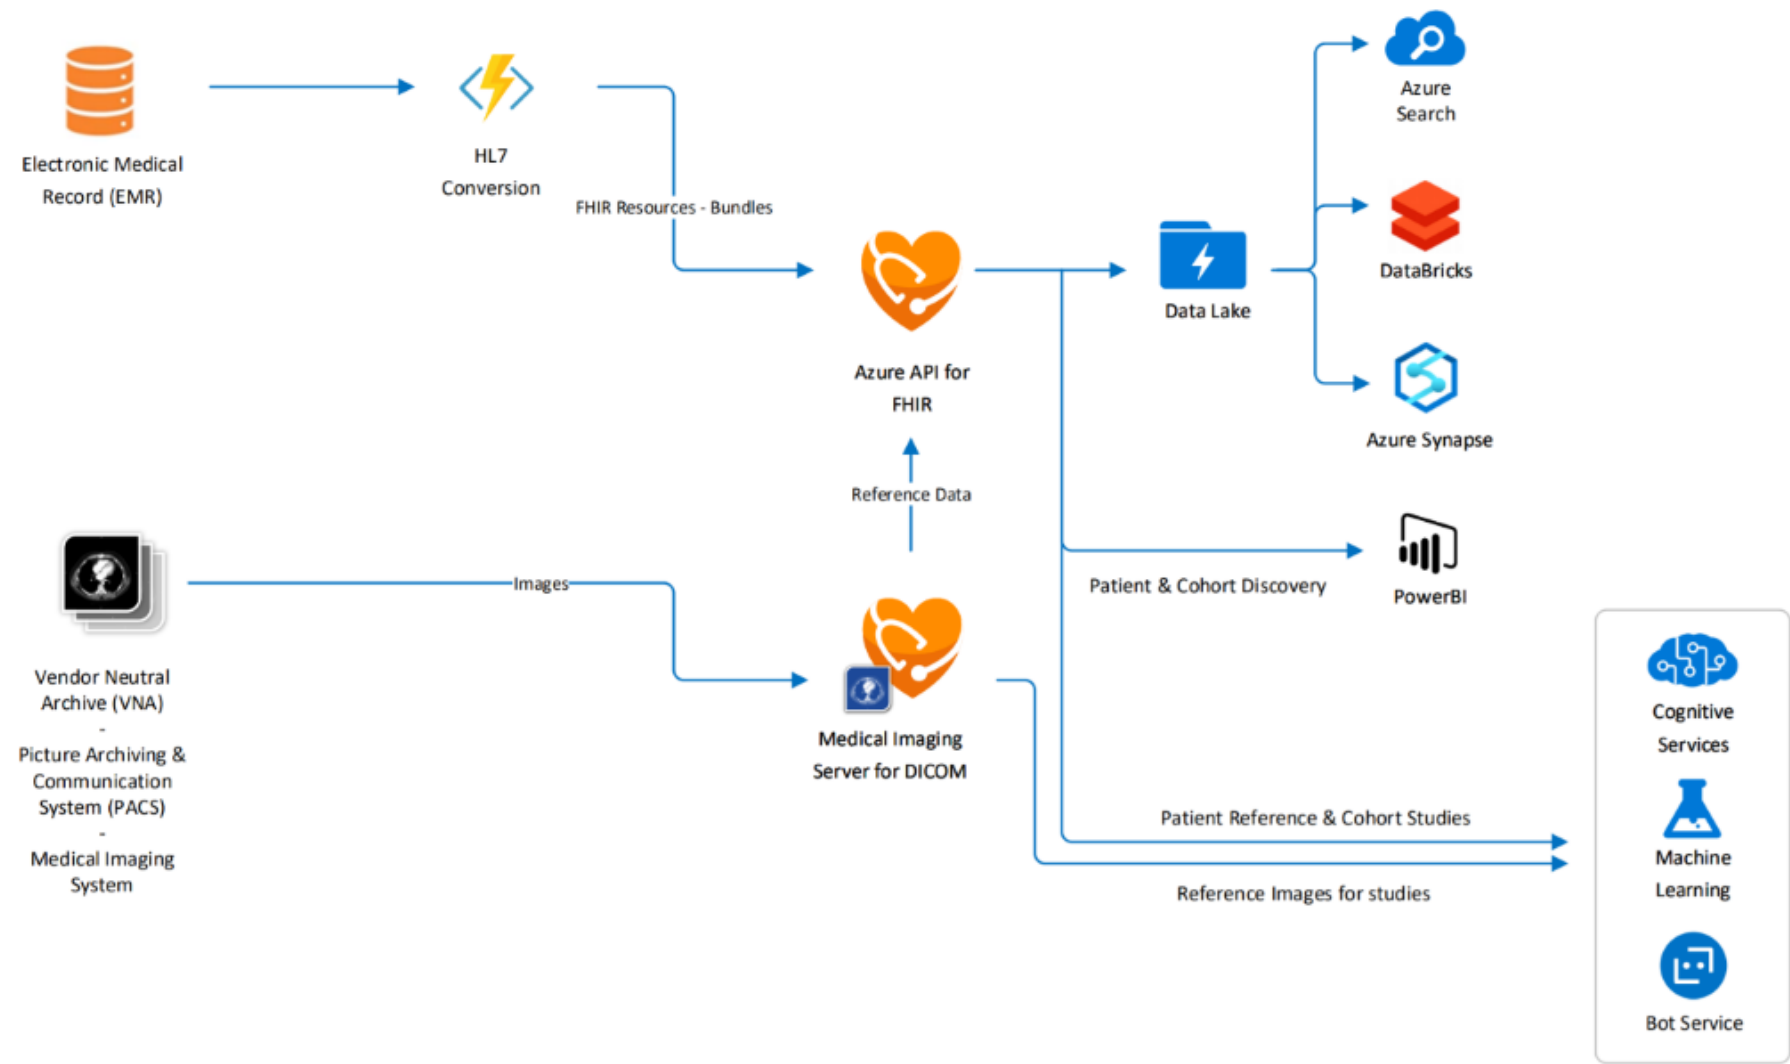 Electronic Medical
Record (EMR)
HL7
Conversion
FHIR Resources - Bundles
Azure API for
FHIR
Reference Data
Data Lake
Azure
Search
DataBricks
Azure Synapse
Patient & Cohort Discovery
PowerBI
Images
Vendor Neutral
Archive (VNA)
-
Picture Archiving &
Communication
System (PACS)
-
Medical Imaging
System
Medical Imaging
Server for DICOM
Patient Reference & Cohort Studies
Reference Images for studies
Cognitive
Services
Machine
Learning
Bot Service